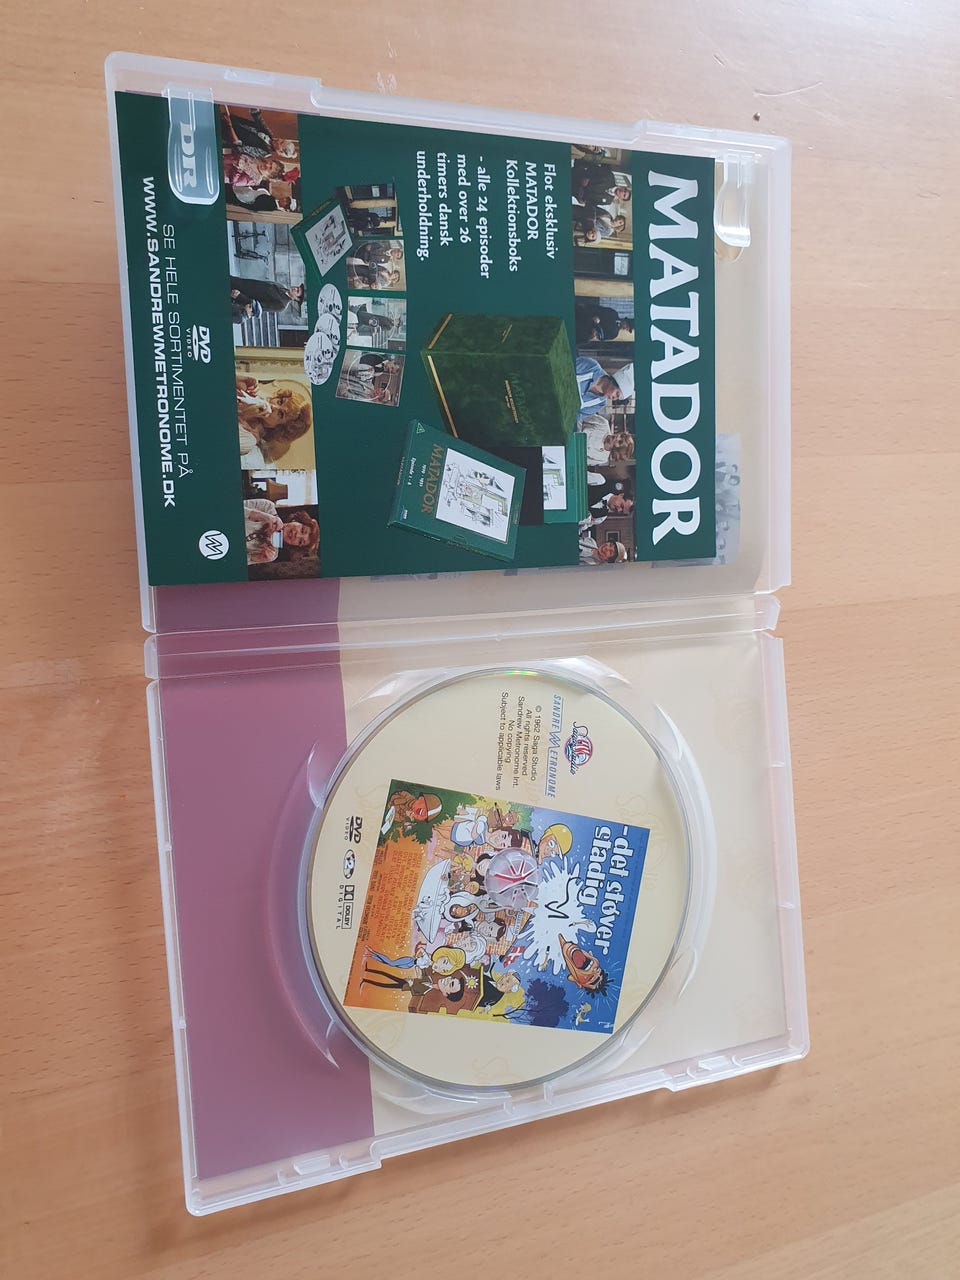 MATADOR
Flot eksklusiv
MATADOR
Kollektionsboks
- alle 24 episoder
med over 26
timers dansk
underholdning.
MATADOR
DVD
VIDEO
SE HELE SORTIMENTET PÅ
WWW.SANDREWMETRONOME.DK
DR
Saga Studio
SANDREW METRONOME
© 1962 Saga Studio
All rights reserved
Sandrew Metronome Int.
No copying
Subject to applicable laws
-det støver
stadig
DVD
VIDEO
DOLBY
DIGITAL